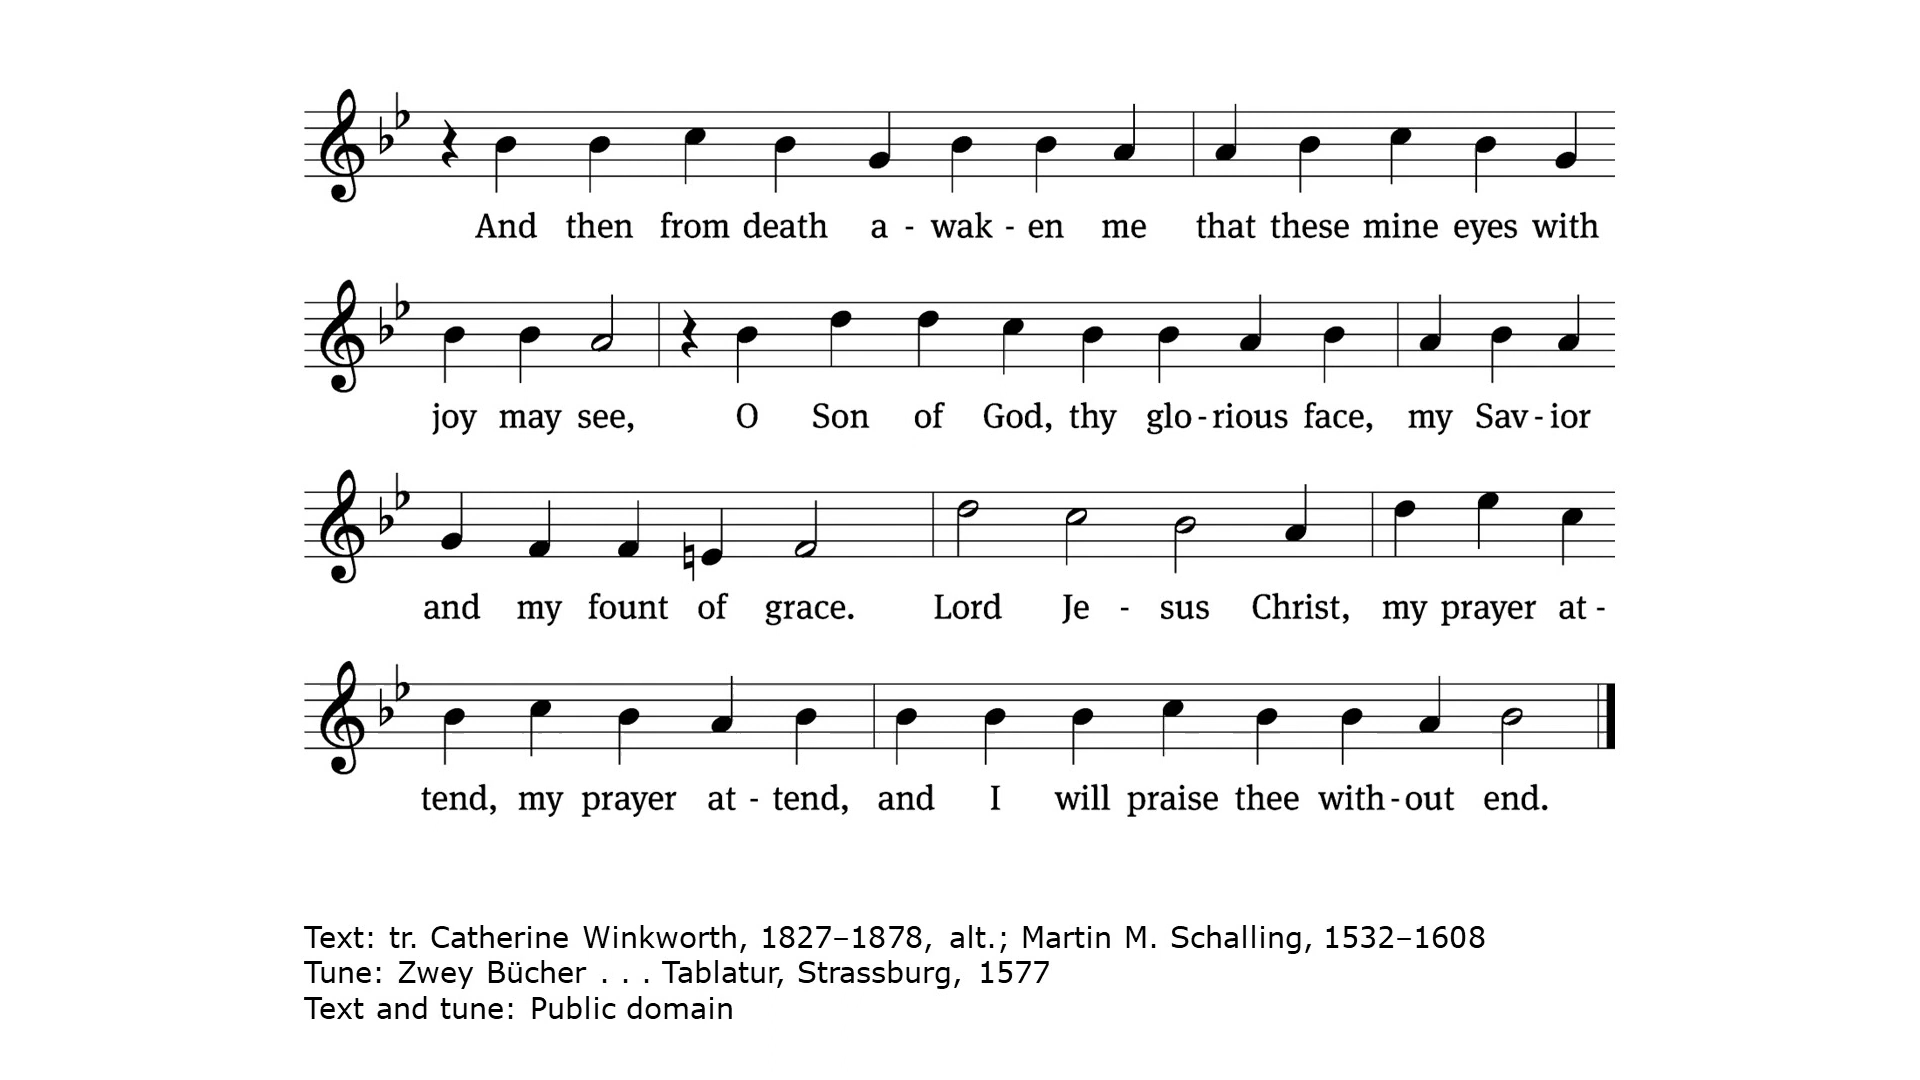 And then from death a - wak - en me that these mine eyes with
joy may see, O Son of God, thy glo - rious face, my Sav - ior
and my fount of grace. Lord Je - sus Christ, my prayer at -
tend, my prayer at - tend, and I will praise thee with - out end.
Text: tr. Catherine Winkworth, 1827–1878, alt.; Martin M. Schalling, 1532–1608
Tune: Zwey Bücher . . . Tablatur, Strassburg, 1577
Text and tune: Public domain